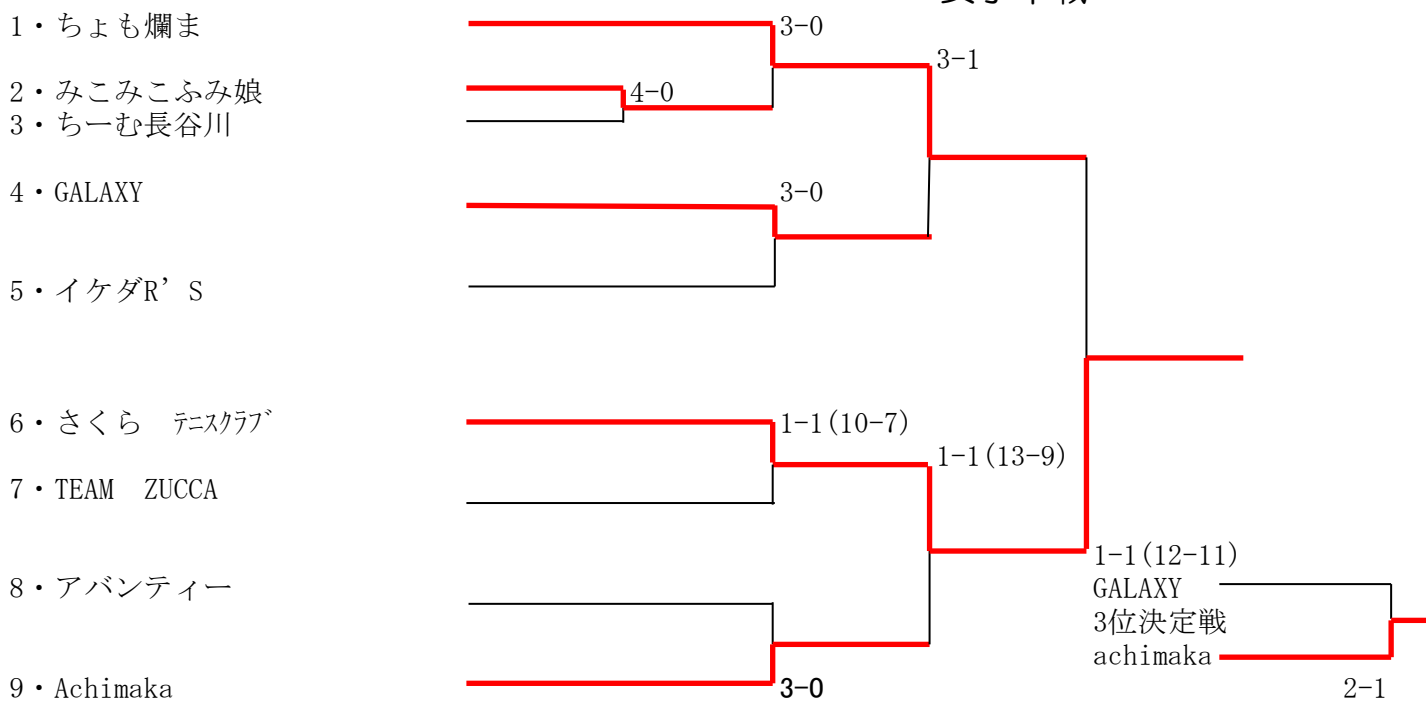 1・ちょも爛ま
3-0
3-1
2・みこみこふみ娘
4-0
3・ちーむ長谷川
4・GALAXY
3-0
5・イケダR’S
6・さくら　ﾃﾆｽｸﾗﾌﾞ
1-1(10-7)
1-1(13-9)
7・TEAM　ZUCCA
1-1(12-11)
8・アバンティー
GALAXY
3位決定戦
achimaka
9・Achimaka
3-0
2-1